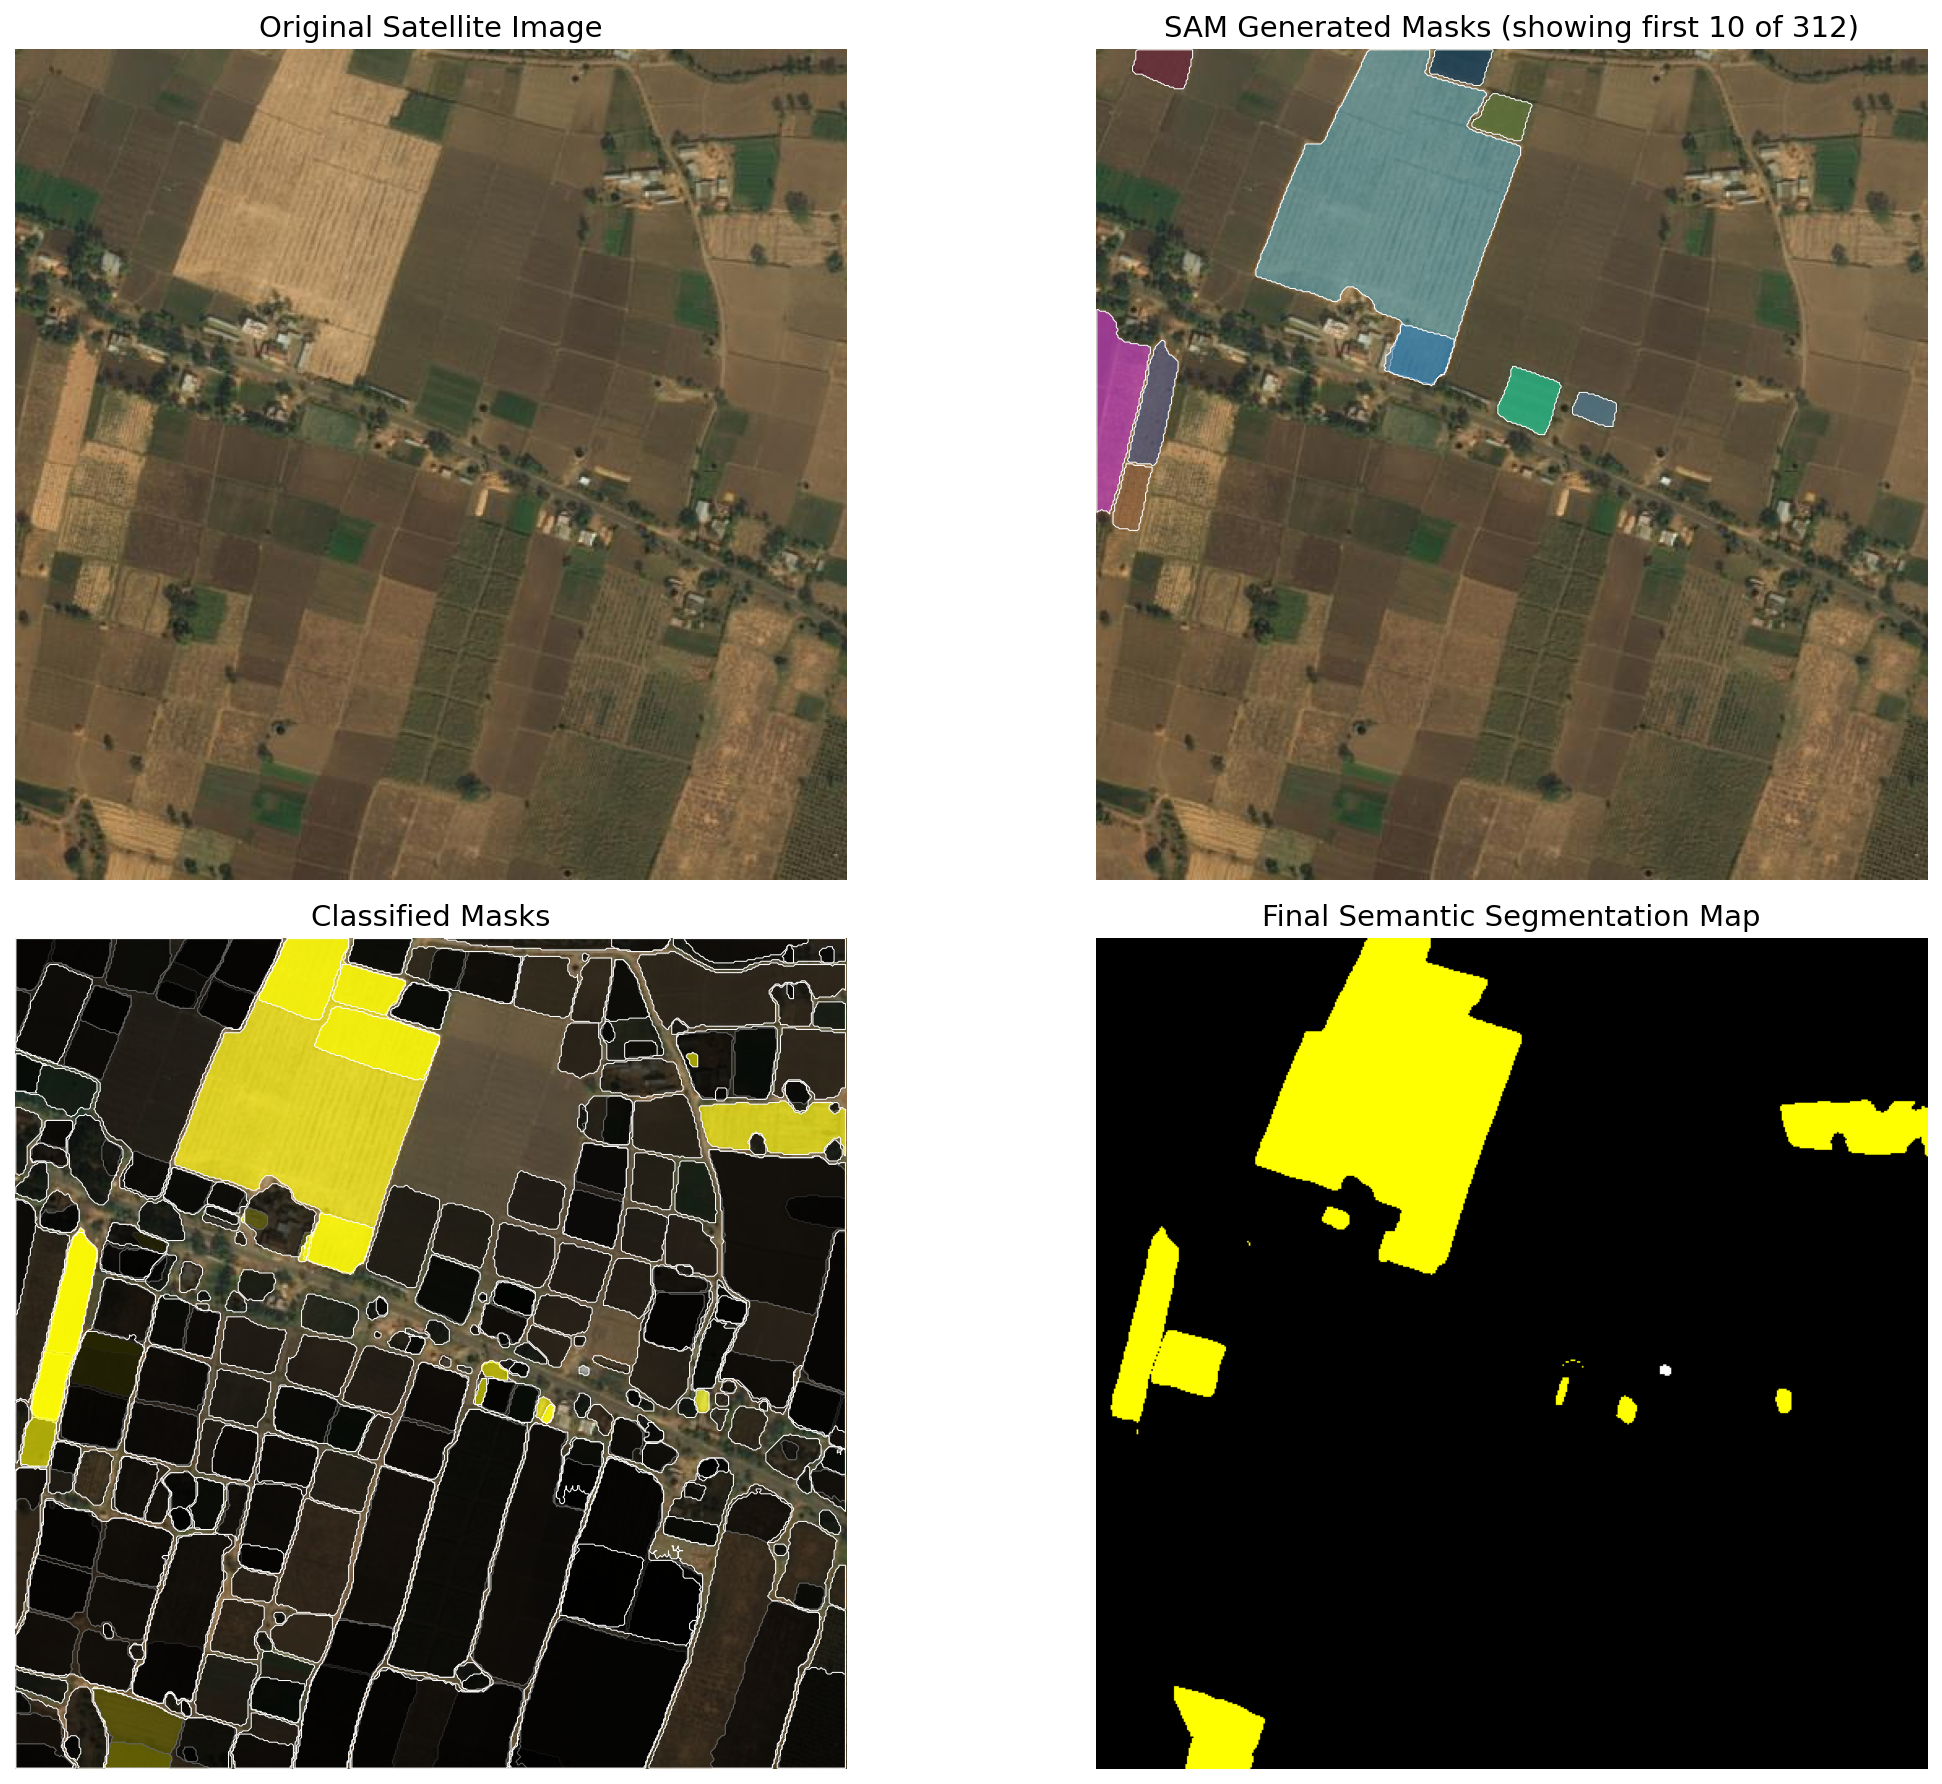 Original Satellite Image
SAM Generated Masks (showing first 10 of 312)
Classified Masks
Final Semantic Segmentation Map